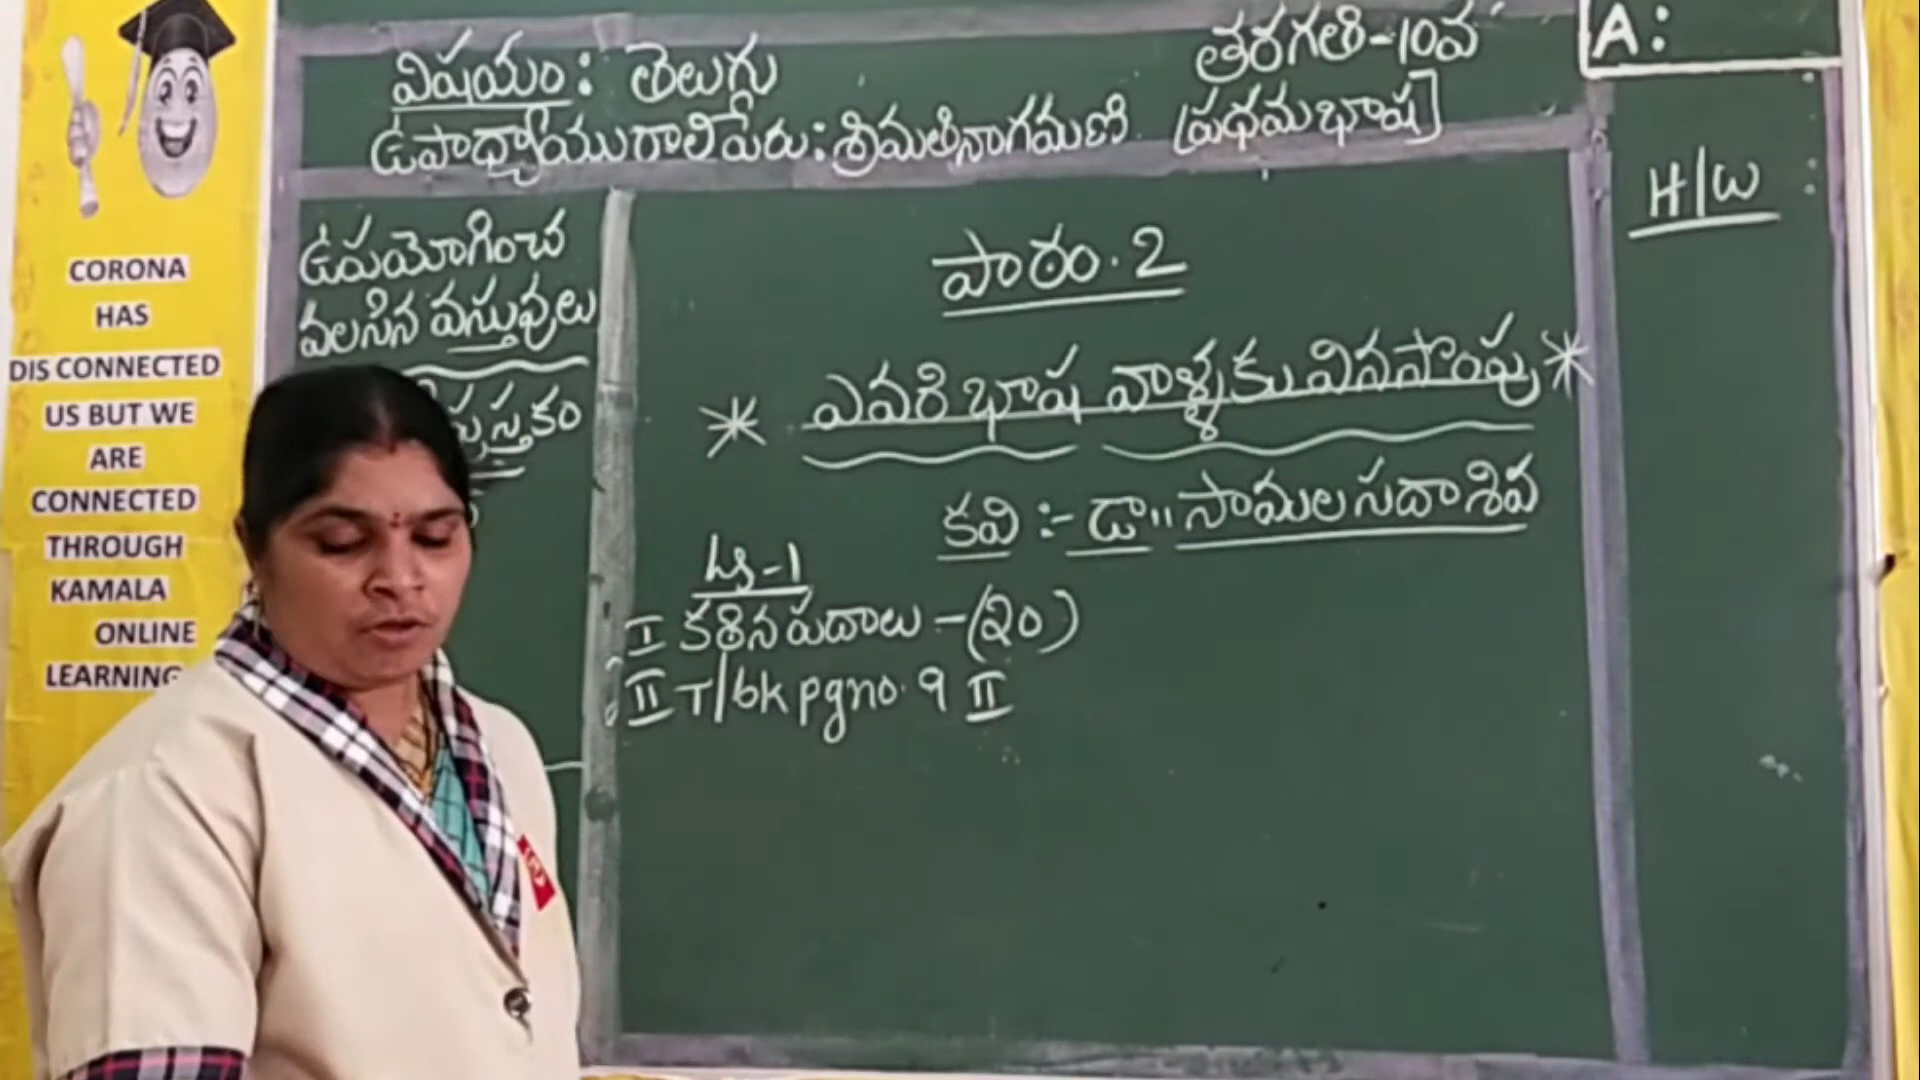 CORONA
HAS
DIS CONNECTED
US BUT WE
ARE
CONNECTED
THROUGH
KAMALA
ONLINE
LEARNING
విషయం: తెలుగు
తరగతి-10వ
ఉపాధ్యాయురాలి పేరు: శ్రీమతి నాగమణి
[ప్రథమ భాష]
A:
H/W :
ఉపయోగించ
వలసిన వస్తువులు
పుస్తకం
పాఠం. 2
* ఎవరి భాష వాళ్ళకు వినసొంపు *
కవి :- డా॥ సామల సదాశివ
I కఠిన పదాలు - (20)
II T/bk pgno. 9 II